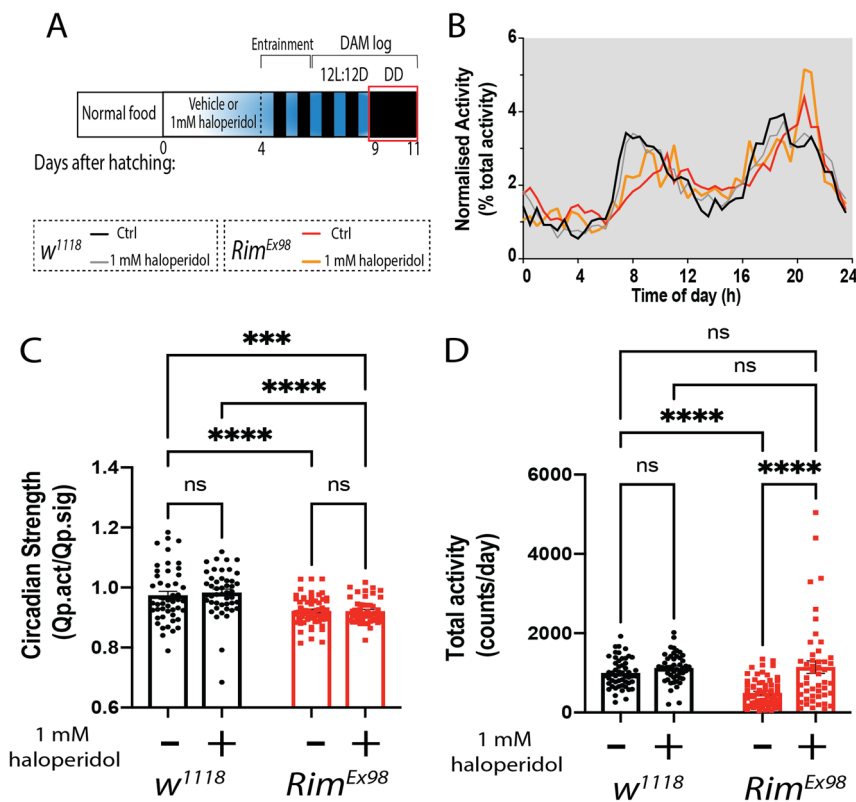 A
Entrainment
DAM log
12L:12D
DD
Normal food
Vehicle or
1mM haloperidol
0
4
9
11
Days after hatching:
w1118
Ctrl
1 mM haloperidol
RimEx98
Ctrl
1 mM haloperidol
B
Normalised Activity
(% total activity)
6
4
2
0
0
4
8
12
16
20
24
Time of day (h)
C
***
****
****
ns
ns
Circadian Strength
(Qp.act/Qp.sig)
1.4
1.2
1.0
0.8
0.6
1 mM
haloperidol
− + − +
w1118
RimEx98
D
ns
ns
****
ns
****
Total activity
(counts/day)
6000
4000
2000
0
1 mM
haloperidol
− + − +
w1118
RimEx98